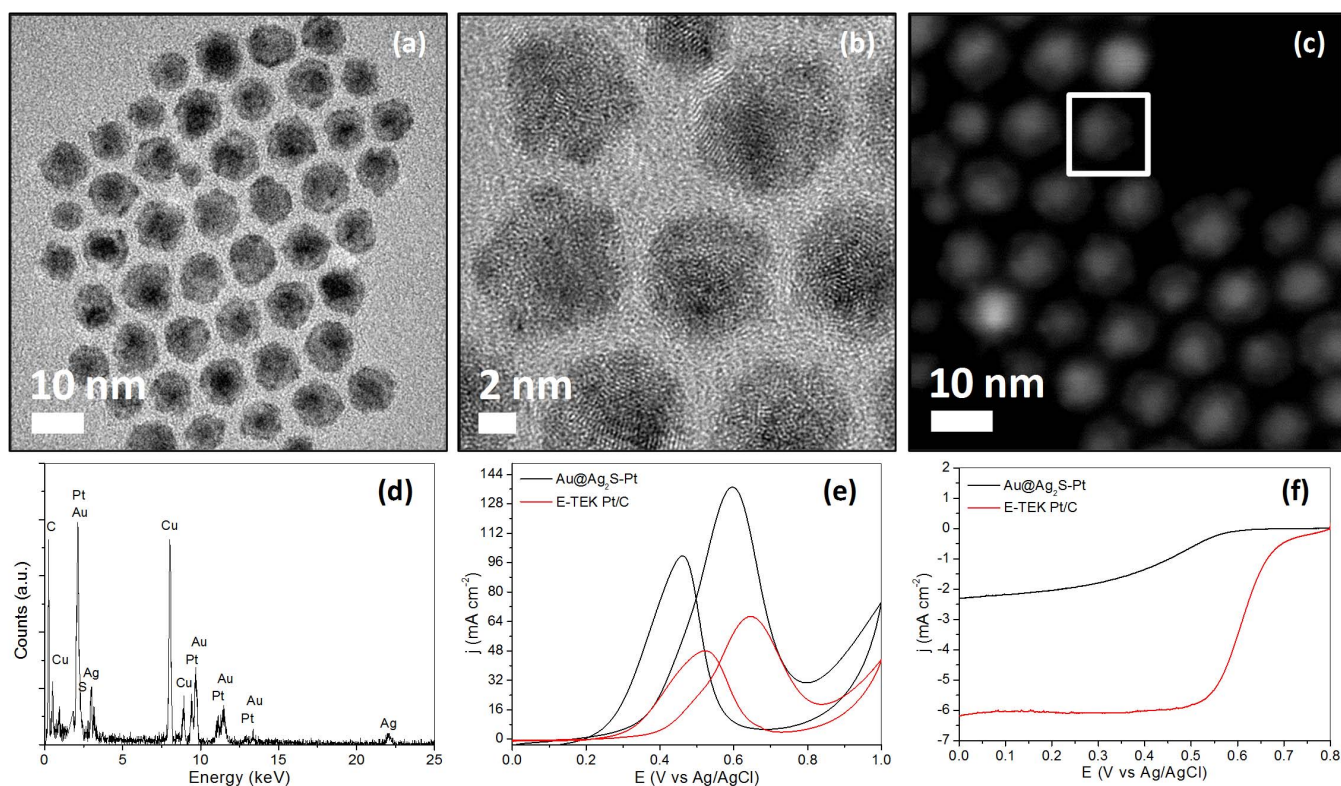 (a)
10 nm
(b)
2 nm
(c)
10 nm
(d)
Counts (a.u.)
C
Pt
Au
Cu
S
Ag
Cu
Cu
Pt
Au
Pt
Au
Pt
Au
Ag
0 5 10 15 20 25
Energy (keV)
(e)
Au@Ag₂S-Pt
E-TEK Pt/C
j (mA cm⁻²)
144
128
112
96
80
64
48
32
16
0
0.0 0.2 0.4 0.6 0.8 1.0
E (V vs Ag/AgCl)
(f)
Au@Ag₂S-Pt
E-TEK Pt/C
j (mA cm⁻²)
2
1
0
-1
-2
-3
-4
-5
-6
-7
0.0 0.1 0.2 0.3 0.4 0.5 0.6 0.7 0.8
E (V vs Ag/AgCl)